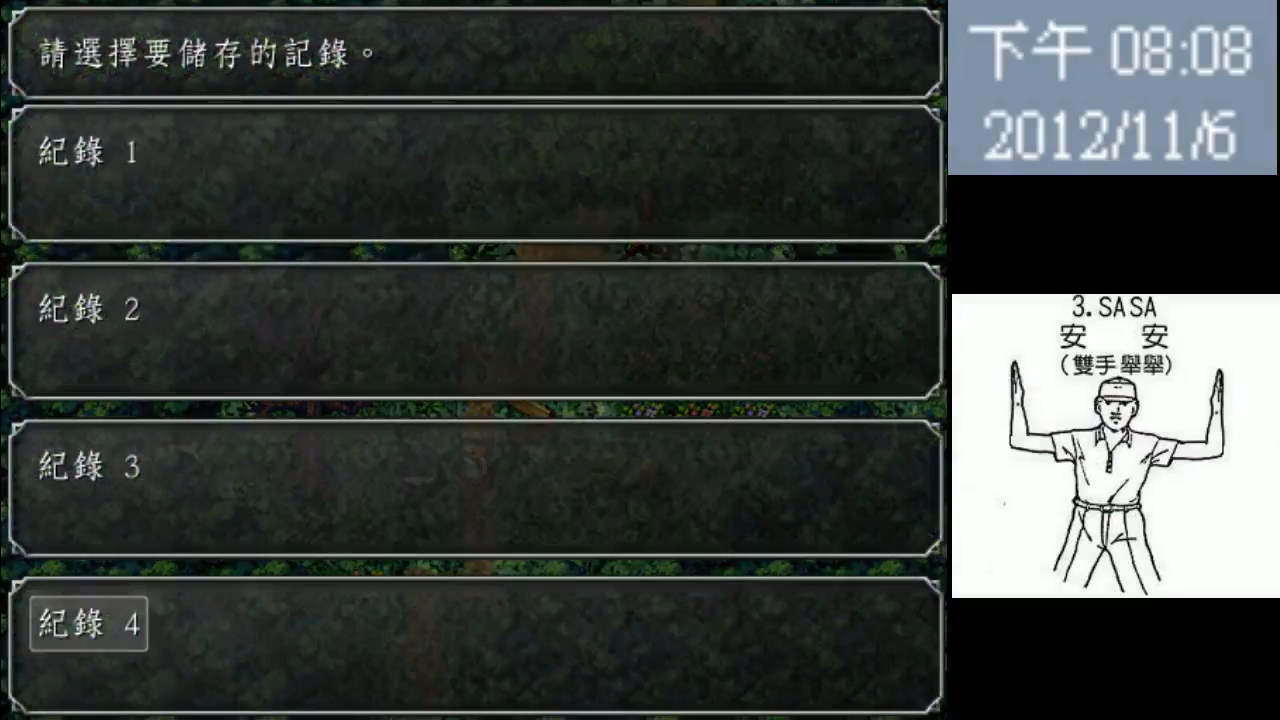 請選擇要儲存的記錄。
紀錄 1
紀錄 2
紀錄 3
紀錄 4
下午 08:08
2012/11/6
3. SASA
安 安
(雙手舉舉)